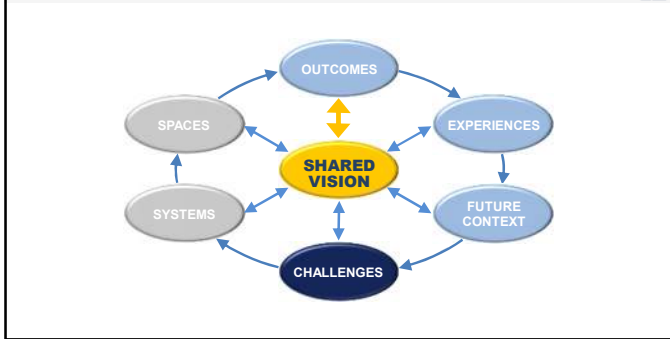 OUTCOMES
SPACES
EXPERIENCES
SHARED
VISION
SYSTEMS
FUTURE
CONTEXT
CHALLENGES